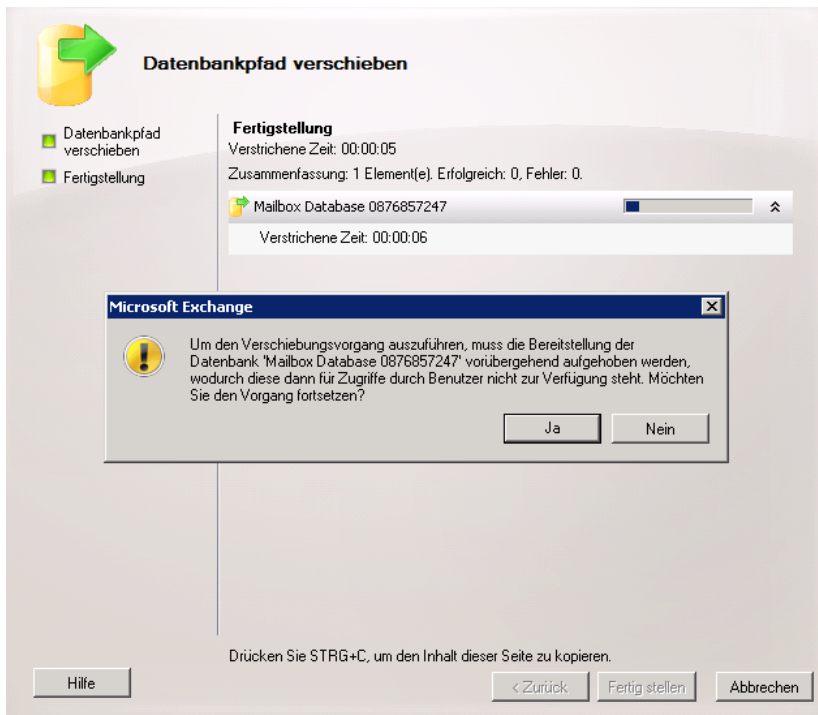 Datenbankpfad verschieben
Datenbankpfad
verschieben
Fertigstellung
Fertigstellung
Verstrichene Zeit: 00:00:05
Zusammenfassung: 1 Element(e). Erfolgreich: 0, Fehler: 0.
Mailbox Database 0876857247
Verstrichene Zeit: 00:00:06
Microsoft Exchange
Um den Verschiebungsvorgang auszuführen, muss die Bereitstellung der
Datenbank 'Mailbox Database 0876857247' vorübergehend aufgehoben werden,
wodurch diese dann für Zugriffe durch Benutzer nicht zur Verfügung steht. Möchten
Sie den Vorgang fortsetzen?
Ja
Nein
Drücken Sie STRG+C, um den Inhalt dieser Seite zu kopieren.
Hilfe
< Zurück
Fertig stellen
Abbrechen